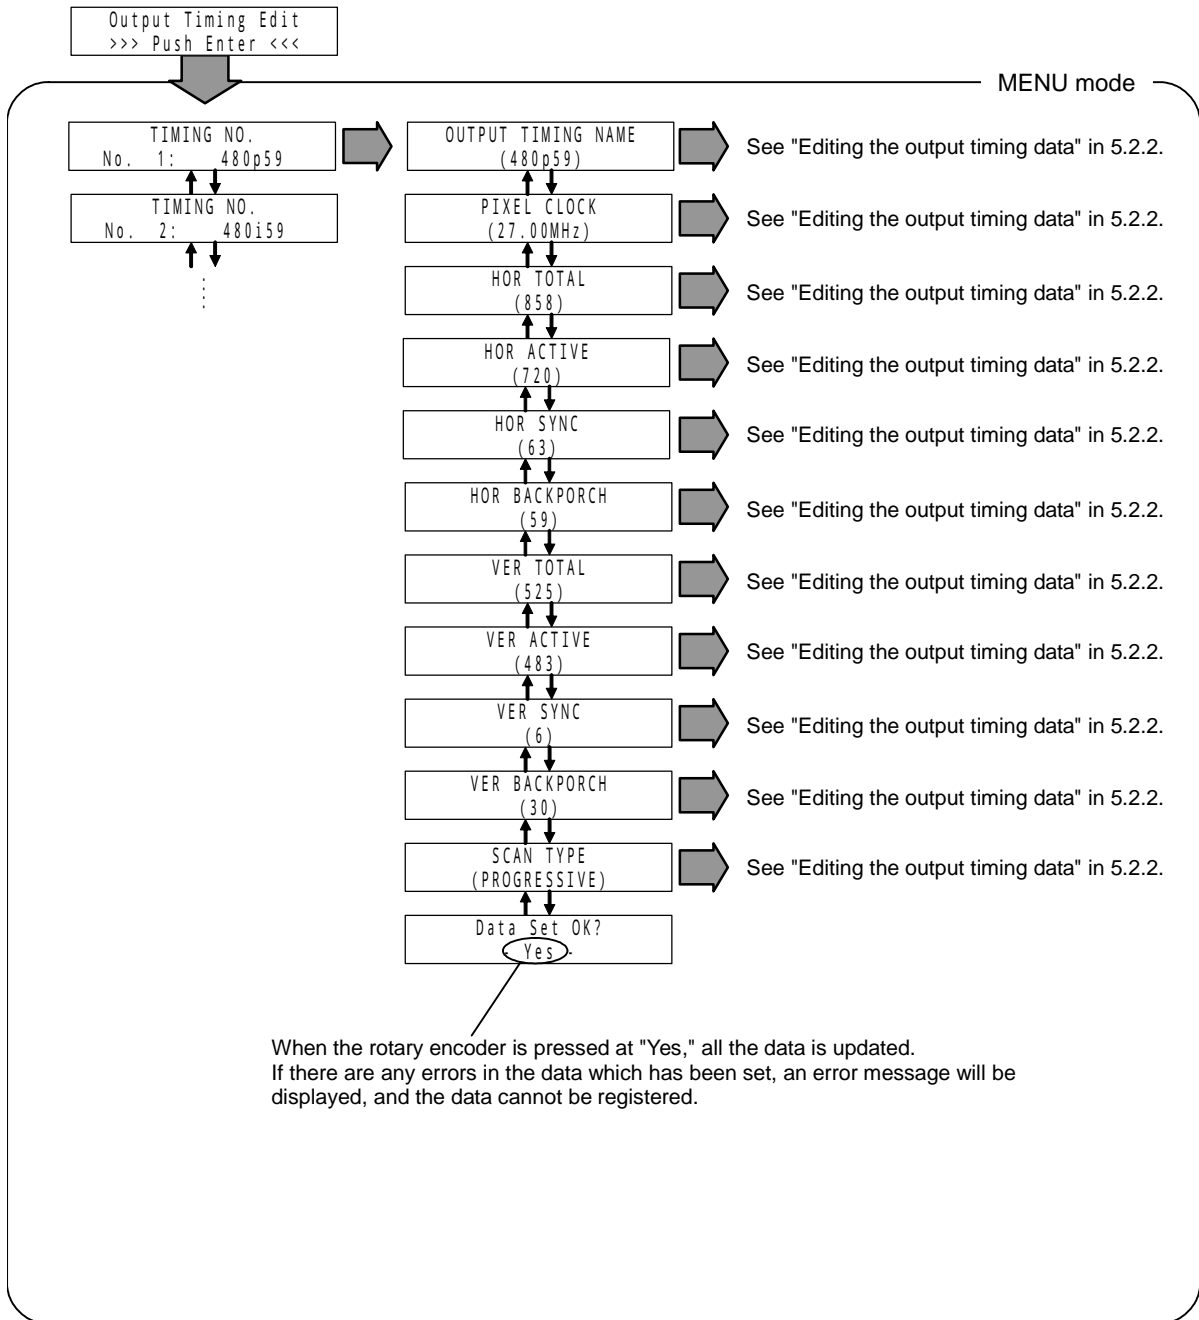 Output Timing Edit
>>> Push Enter <<<
MENU mode
TIMING NO.
No. 1: 480p59
TIMING NO.
No. 2: 480i59
OUTPUT TIMING NAME
(480p59)
See "Editing the output timing data" in 5.2.2.
PIXEL CLOCK
(27.00MHz)
See "Editing the output timing data" in 5.2.2.
HOR TOTAL
(858)
See "Editing the output timing data" in 5.2.2.
HOR ACTIVE
(720)
See "Editing the output timing data" in 5.2.2.
HOR SYNC
(63)
See "Editing the output timing data" in 5.2.2.
HOR BACKPORCH
(59)
See "Editing the output timing data" in 5.2.2.
VER TOTAL
(525)
See "Editing the output timing data" in 5.2.2.
VER ACTIVE
(483)
See "Editing the output timing data" in 5.2.2.
VER SYNC
(6)
See "Editing the output timing data" in 5.2.2.
VER BACKPORCH
(30)
See "Editing the output timing data" in 5.2.2.
SCAN TYPE
(PROGRESSIVE)
See "Editing the output timing data" in 5.2.2.
Data Set OK?
- Yes -
When the rotary encoder is pressed at "Yes," all the data is updated.
If there are any errors in the data which has been set, an error message will be
displayed, and the data cannot be registered.